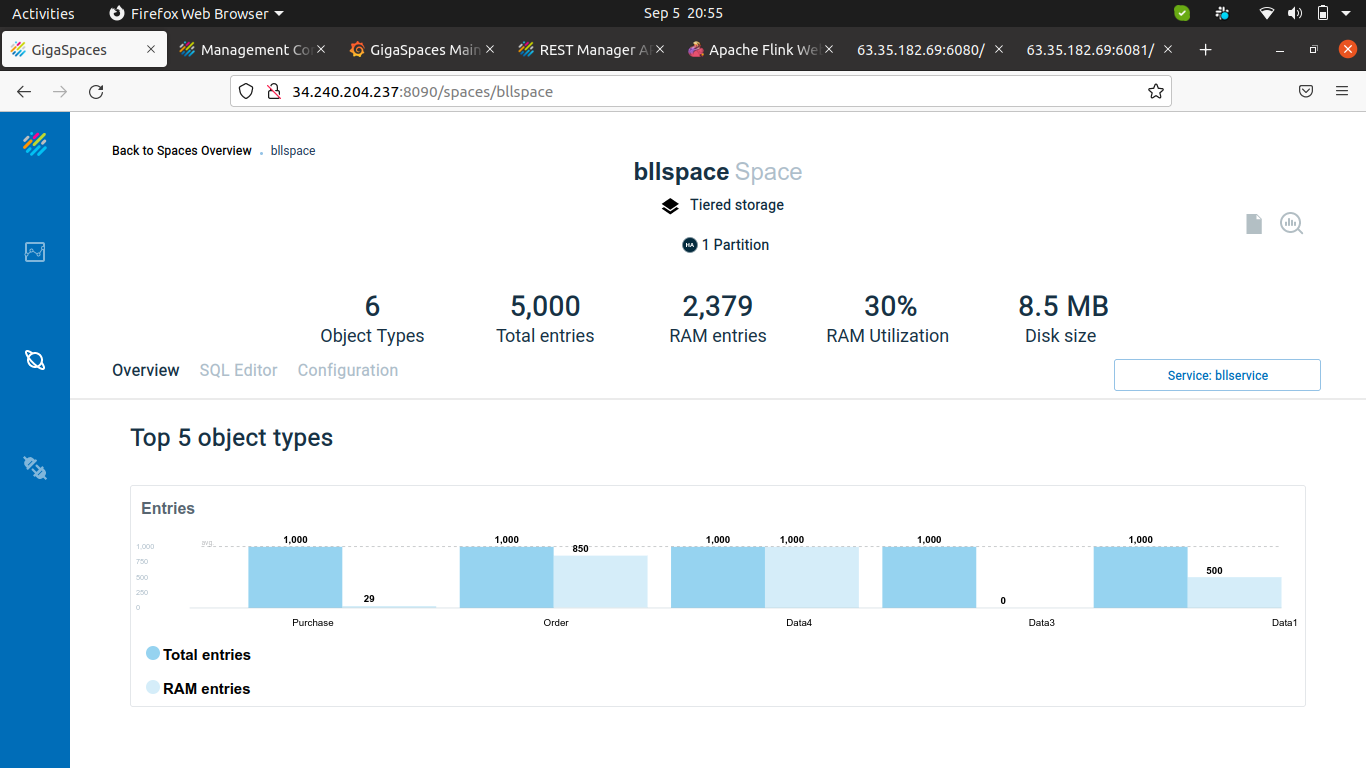 Activities Firefox Web Browser Sep 5 20:55
GigaSpaces Management Co GigaSpaces Main REST Manager A Apache Flink We 63.35.182.69:6080/ 63.35.182.69:6081/
34.240.204.237:8090/spaces/bllspace
Back to Spaces Overview . bllspace
bllspace Space
Tiered storage
HA 1 Partition
6 5,000 2,379 30% 8.5 MB
Object Types Total entries RAM entries RAM Utilization Disk size
Overview SQL Editor Configuration Service: bllservice
Top 5 object types
Entries
1,000 1,000 1,000 1,000 1,000 1,000
1,000 avg. 850
750
500 500
250 29 0
0
Purchase Order Data4 Data3 Data1
Total entries
RAM entries